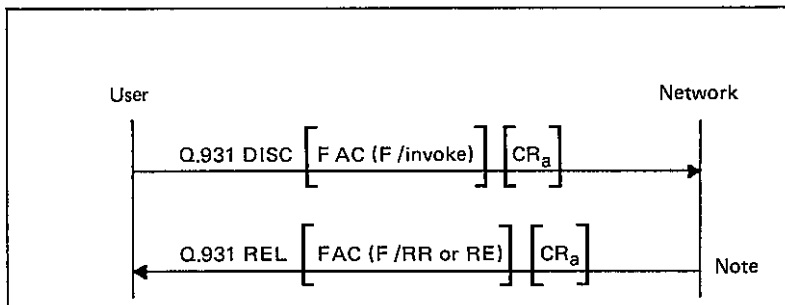 User Network
Q.931 DISC [F AC (F /invoke)] [CRa]
Q.931 REL [FAC (F /RR or RE)] [CRa] Note